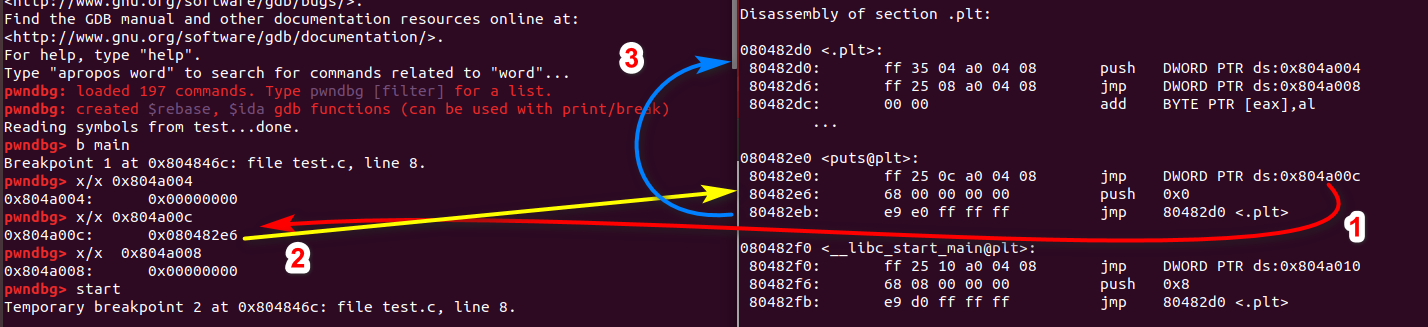 <http://www.gnu.org/software/gdb/bugs/>.
Find the GDB manual and other documentation resources online at:
<http://www.gnu.org/software/gdb/documentation/>.
For help, type "help".
Type "apropos word" to search for commands related to "word"...
pwndbg: loaded 197 commands. Type pwndbg [filter] for a list.
pwndbg: created $rebase, $ida gdb functions (can be used with print/break)
Reading symbols from test...done.
pwndbg> b main
Breakpoint 1 at 0x804846c: file test.c, line 8.
pwndbg> x/x 0x804a004
0x804a004:      0x00000000
pwndbg> x/x 0x804a00c
0x804a00c:      0x080482e6
pwndbg> x/x  0x804a008
0x804a008:      0x00000000
pwndbg> start
Temporary breakpoint 2 at 0x804846c: file test.c, line 8.
Disassembly of section .plt:
080482d0 <.plt>:
80482d0:       ff 35 04 a0 04 08       push   DWORD PTR ds:0x804a004
80482d6:       ff 25 08 a0 04 08       jmp    DWORD PTR ds:0x804a008
80482dc:       00 00                   add    BYTE PTR [eax],al
...
080482e0 <puts@plt>:
80482e0:       ff 25 0c a0 04 08       jmp    DWORD PTR ds:0x804a00c
80482e6:       68 00 00 00 00          push   0x0
80482eb:       e9 e0 ff ff ff          jmp    80482d0 <.plt>
080482f0 <__libc_start_main@plt>:
80482f0:       ff 25 10 a0 04 08       jmp    DWORD PTR ds:0x804a010
80482f6:       68 08 00 00 00          push   0x8
80482fb:       e9 d0 ff ff ff          jmp    80482d0 <.plt>
1
2
3